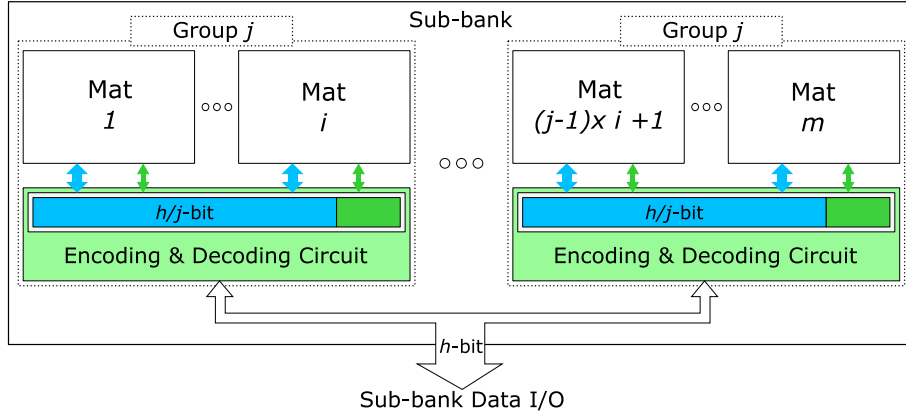 Sub-bank
Group j
Group j
Mat
1
Mat
i
Mat
(j-1)x i +1
Mat
m
h/j-bit
h/j-bit
Encoding & Decoding Circuit
Encoding & Decoding Circuit
h-bit
Sub-bank Data I/O